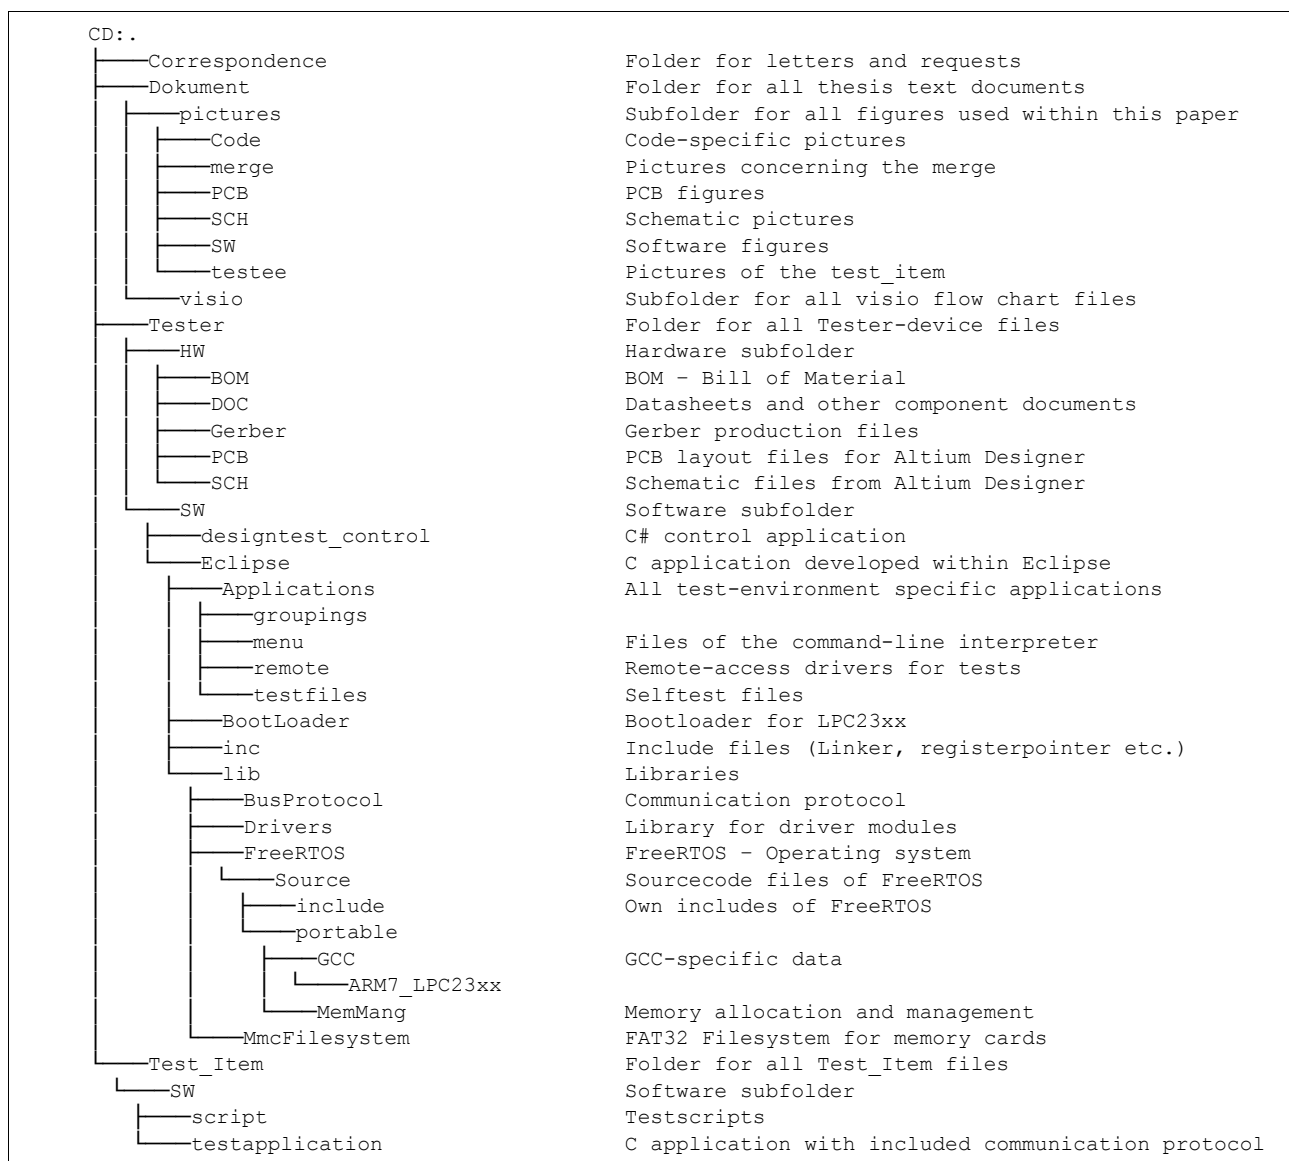 CD:.
Correspondence Folder for letters and requests
Dokument Folder for all thesis text documents
pictures Subfolder for all figures used within this paper
Code Code-specific pictures
merge Pictures concerning the merge
PCB PCB figures
SCH Schematic pictures
SW Software figures
testee Pictures of the test_item
visio Subfolder for all visio flow chart files
Tester Folder for all Tester-device files
HW Hardware subfolder
BOM BOM – Bill of Material
DOC Datasheets and other component documents
Gerber Gerber production files
PCB PCB layout files for Altium Designer
SCH Schematic files from Altium Designer
SW Software subfolder
designtest_control C# control application
Eclipse C application developed within Eclipse
Applications All test-environment specific applications
groupings
menu Files of the command-line interpreter
remote Remote-access drivers for tests
testfiles Selftest files
BootLoader Bootloader for LPC23xx
inc Include files (Linker, registerpointer etc.)
lib Libraries
BusProtocol Communication protocol
Drivers Library for driver modules
FreeRTOS FreeRTOS – Operating system
Source Sourcecode files of FreeRTOS
include Own includes of FreeRTOS
portable
GCC GCC-specific data
ARM7_LPC23xx
MemMang Memory allocation and management
MmcFilesystem FAT32 Filesystem for memory cards
Test_Item Folder for all Test_Item files
SW Software subfolder
script Testscripts
testapplication C application with included communication protocol